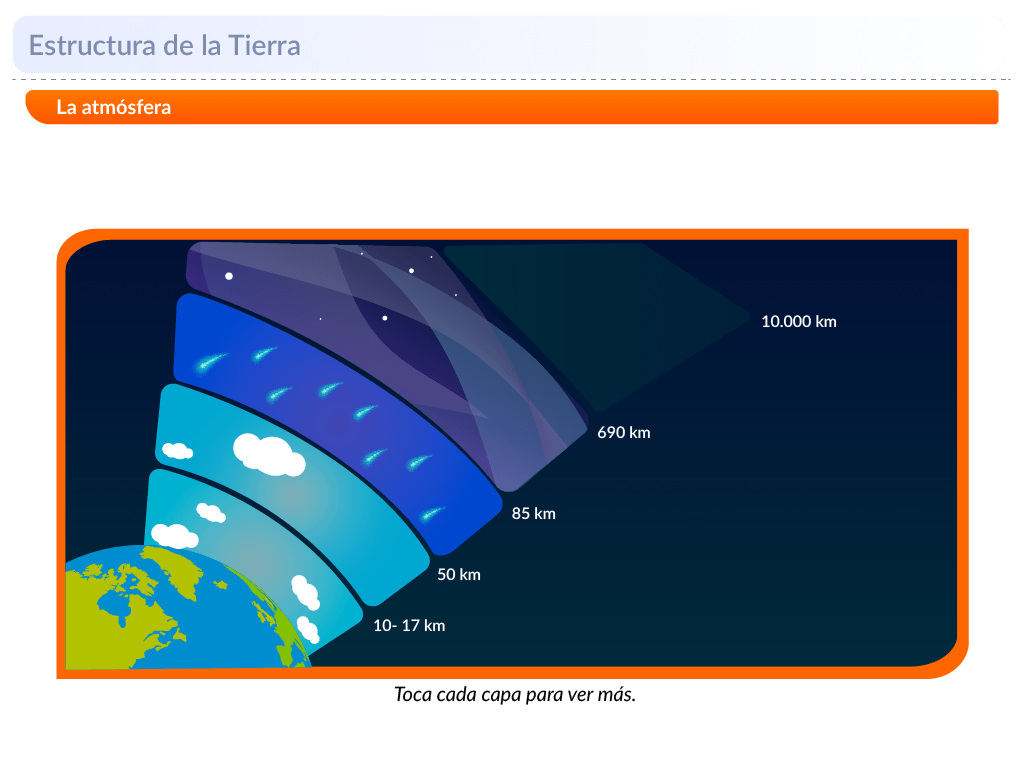 Estructura de la Tierra
La atmósfera
10.000 km
690 km
85 km
50 km
10- 17 km
Toca cada capa para ver más.